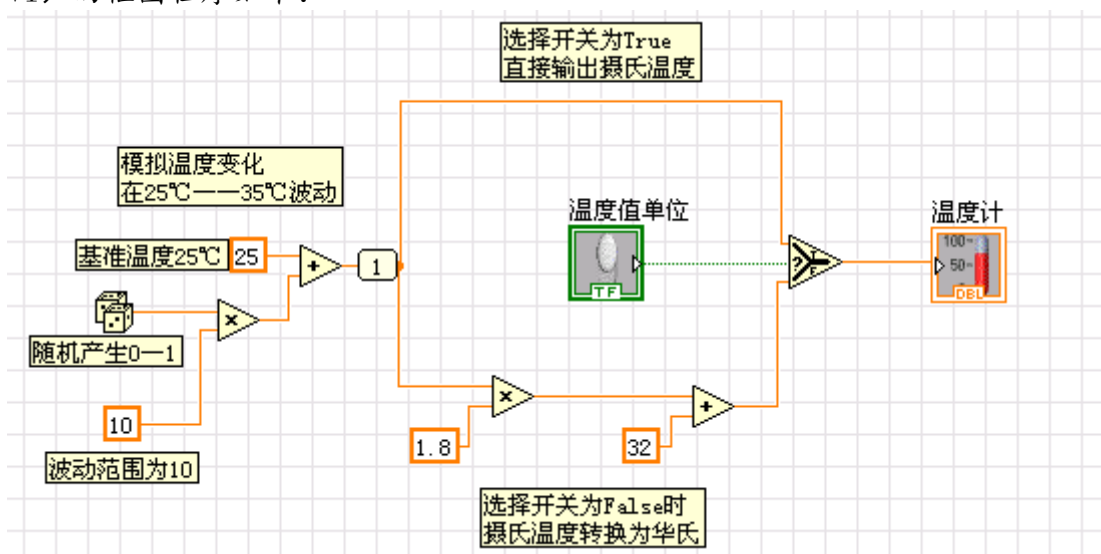 选择开关为True
直接输出摄氏温度
模拟温度变化
在25℃——35℃波动
温度值单位
温度计
基准温度25℃
25
1
TF
100
50
DBL
随机产生0—1
10
1.8
32
波动范围为10
选择开关为False时
摄氏温度转换为华氏